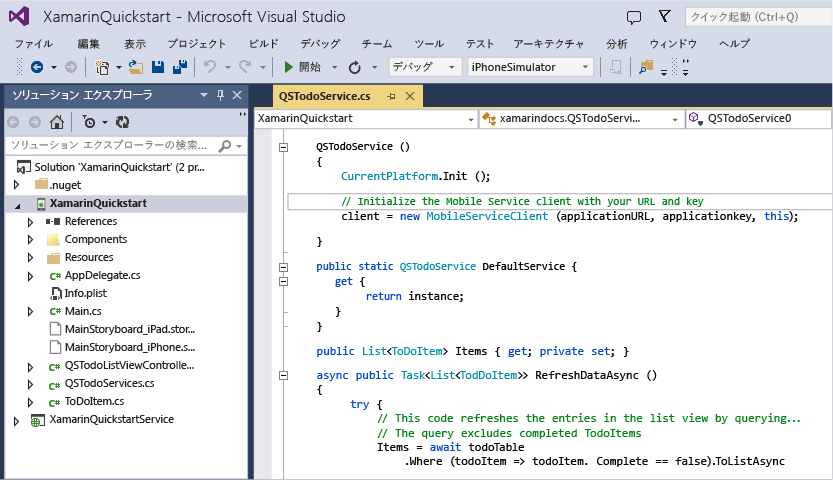 XamarinQuickstart - Microsoft Visual Studio
クイック起動 (Ctrl+Q)
ファイル 編集 表示 プロジェクト ビルド デバッグ チーム ツール テスト アーキテクチャ 分析 ウィンドウ ヘルプ
開始 デバッグ iPhoneSimulator
ソリューション エクスプローラ
ソリューション エクスプローラーの検索...
Solution 'XamarinQuickstart' (2 pr...
.nuget
XamarinQuickstart
References
Components
Resources
AppDelegate.cs
Info.plist
Main.cs
MainStoryboard_iPad.stor...
MainStoryboard_iPhone.s...
QSTodoListViewControlle...
QSTodoServices.cs
ToDoItem.cs
XamarinQuickstartService
QSTodoService.cs
XamarinQuickstart xamarindocs.QSTodoServi... QSTodoService0
QSTodoService ()
{
CurrentPlatform.Init ();
// Initialize the Mobile Service client with your URL and key
client = new MobileServiceClient (applicationURL, applicationkey, this);
}
public static QSTodoService DefaultService {
get {
return instance;
}
}
public List<ToDoItem> Items { get; private set; }
async public Task<List<TodDoItem>> RefreshDataAsync ()
{
try {
// This code refreshes the entries in the list view by querying...
// The query excludes completed TodoItems
Items = await todoTable
.Where (todoItem => todoItem. Complete == false).ToListAsync